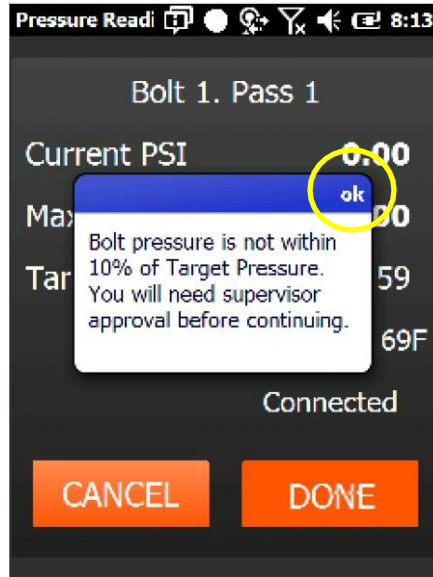 Pressure Readi 8:13
Bolt 1. Pass 1
Current PSI 0.00
ok
Max 00
Bolt pressure is not within
10% of Target Pressure.
You will need supervisor
approval before continuing.
Tar 59
69F
Connected
CANCEL DONE